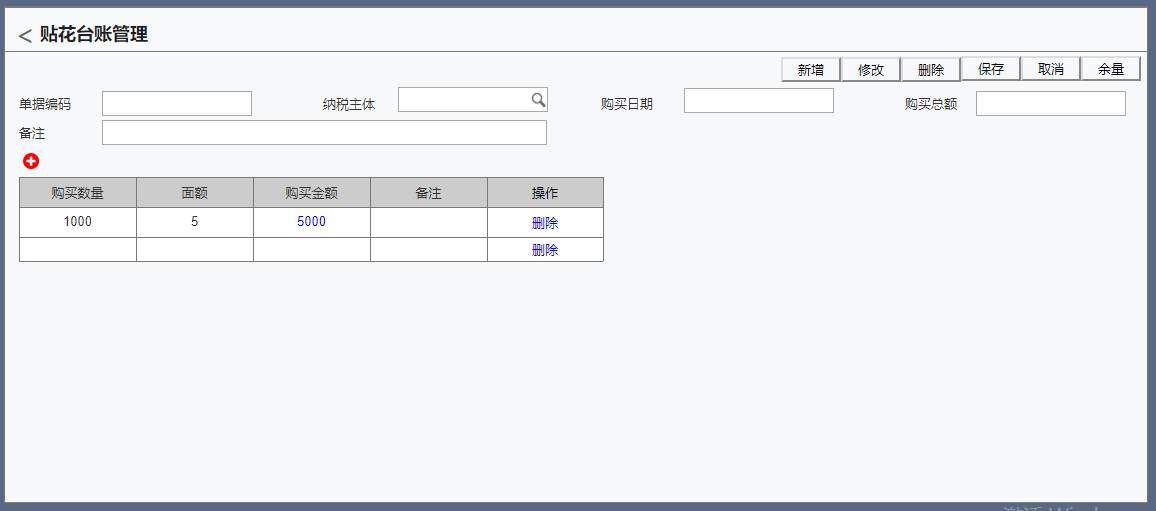 < 贴花台账管理
新增 修改 删除 保存 取消 余量
单据编码 纳税主体 购买日期 购买总额
备注
购买数量 面额 购买金额 备注 操作
1000 5 5000 删除
删除